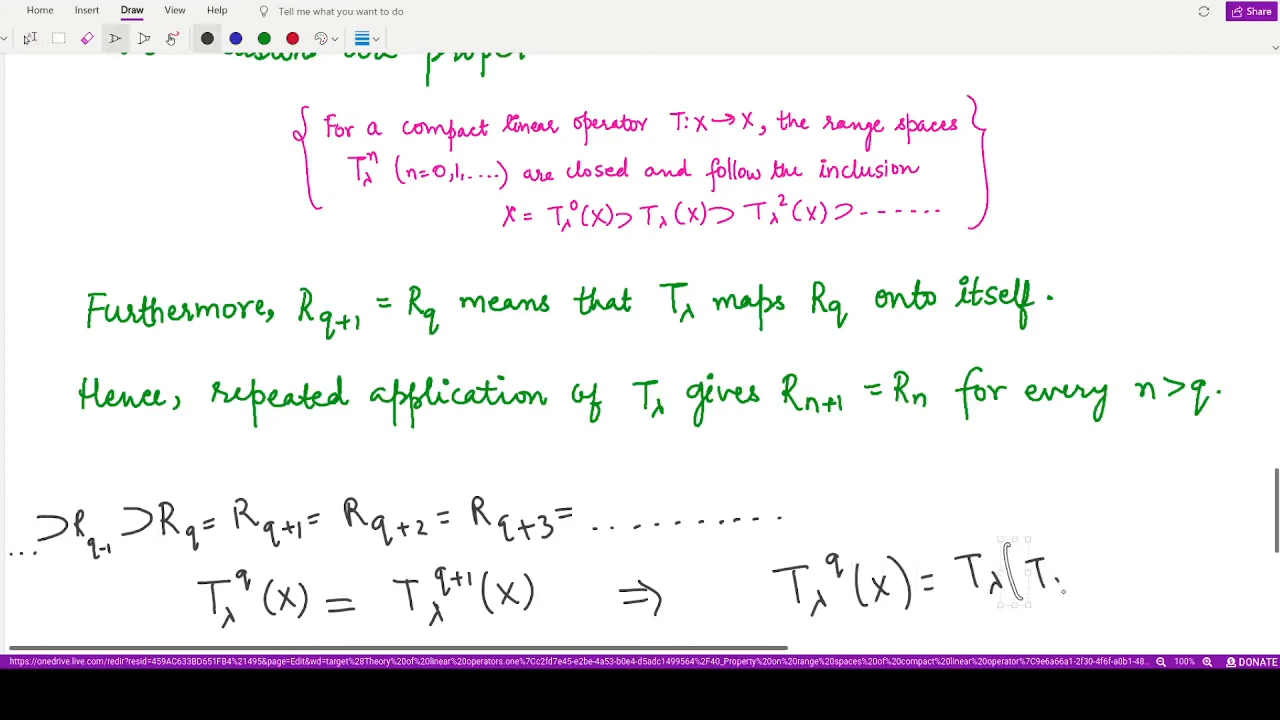 Home Insert Draw View Help Tell me what you want to do Share
For a compact linear operator T: X → X, the range spaces
T_λ^n (n=0,1,....) are closed and follow the inclusion
X = T_λ^0(X) ⊃ T_λ(X) ⊃ T_λ^2(X) ⊃ -------
Furthermore, R_{q+1} = R_q means that T_λ maps R_q onto itself.
Hence, repeated application of T_λ gives R_{n+1} = R_n for every n>q.
... ⊃ R_{q-1} ⊃ R_q = R_{q+1} = R_{q+2} = R_{q+3} = ...........
T_λ^q(X) = T_λ^{q+1}(X) ⇒ T_λ^q(X) = T_λ(T
100% DONATE